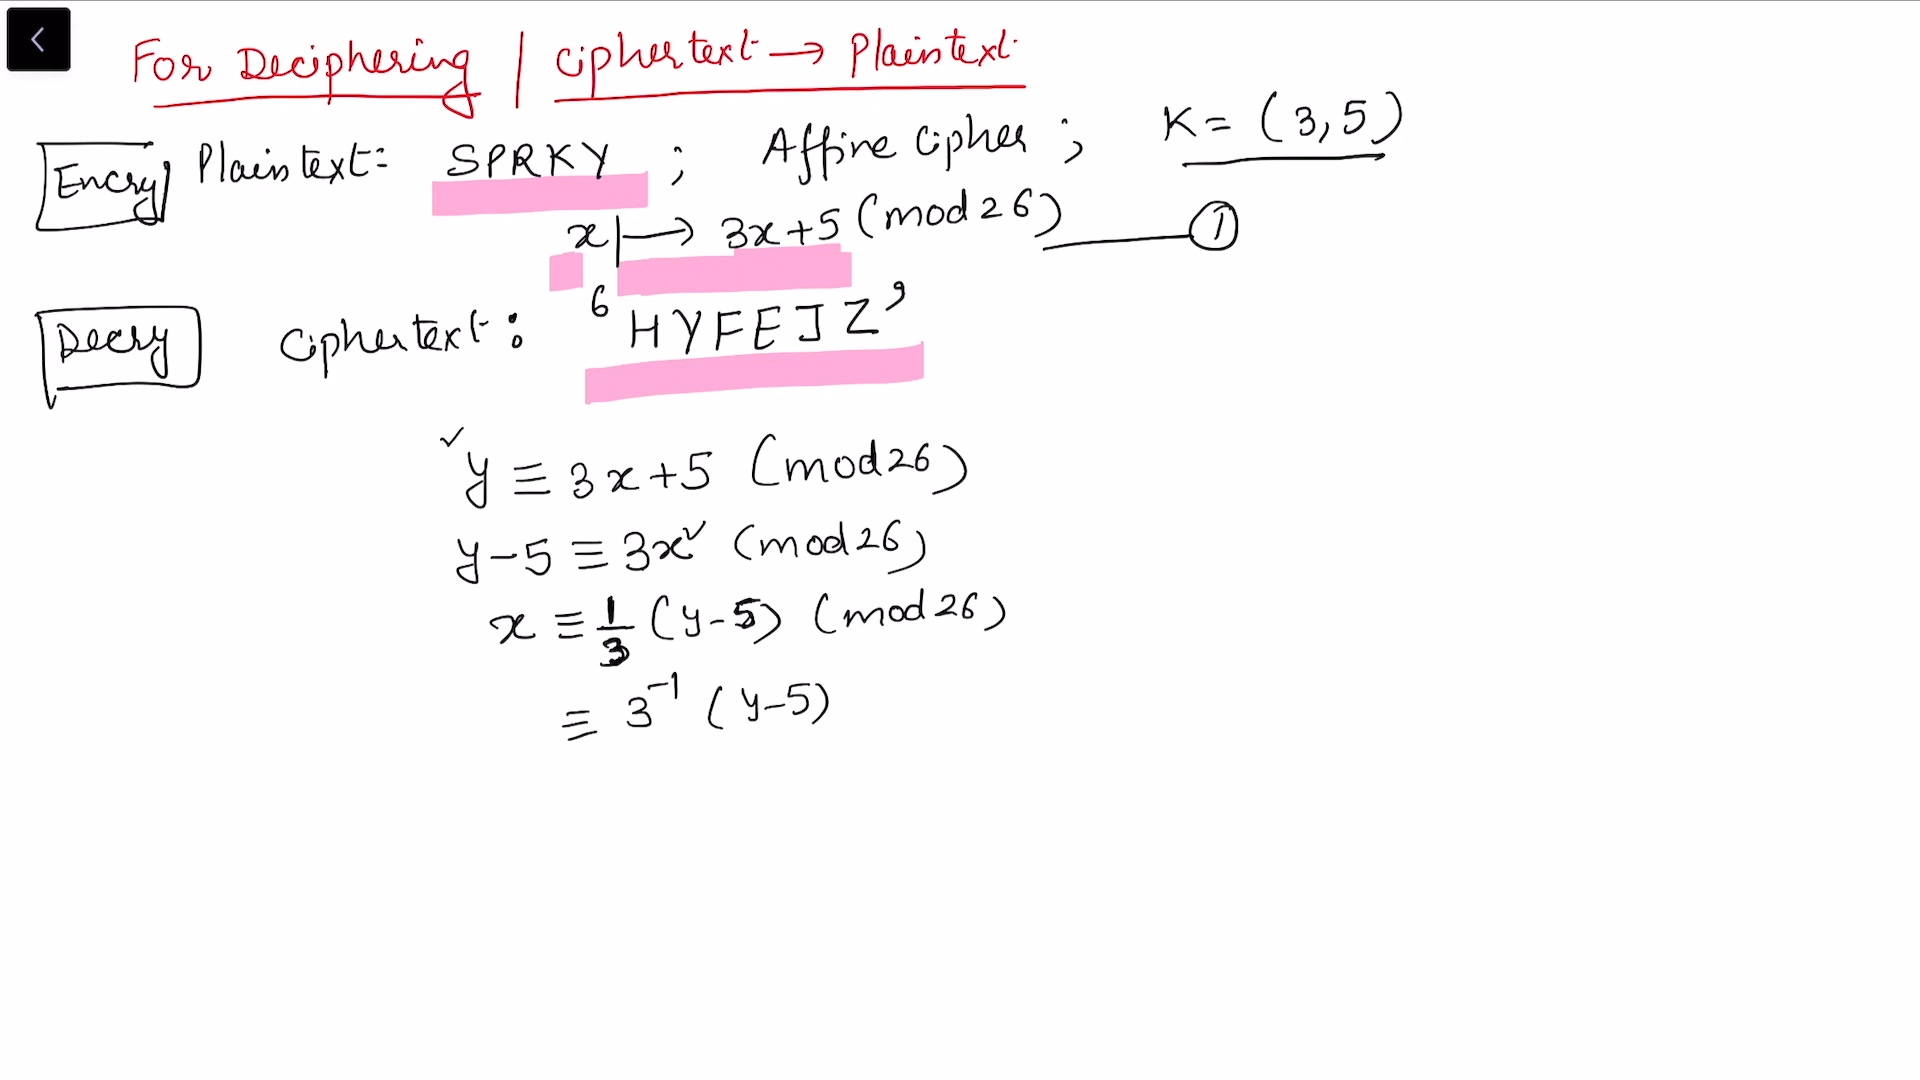 For Deciphering | Ciphertext → Plaintext
Encry Plaintext: SPRKY ; Affine Cipher ; K = (3,5)
x |→ 3x+5 (mod 26) ——— ①
Decry Ciphertext : ‘HYFEJZ’
✓y ≡ 3x+5 (mod 26)
y-5 ≡ 3x✓ (mod 26)
x ≡ 1/3 (y-5) (mod 26)
≡ 3⁻¹ (y-5)